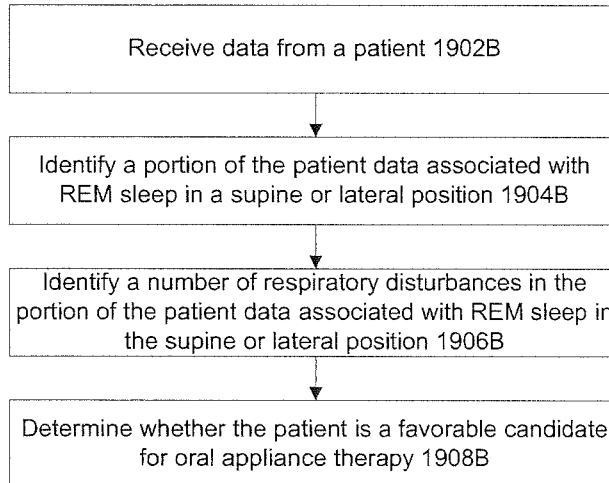 Receive data from a patient 1902B
Identify a portion of the patient data associated with
REM sleep in a supine or lateral position 1904B
Identify a number of respiratory disturbances in the
portion of the patient data associated with REM sleep in
the supine or lateral position 1906B
Determine whether the patient is a favorable candidate
for oral appliance therapy 1908B